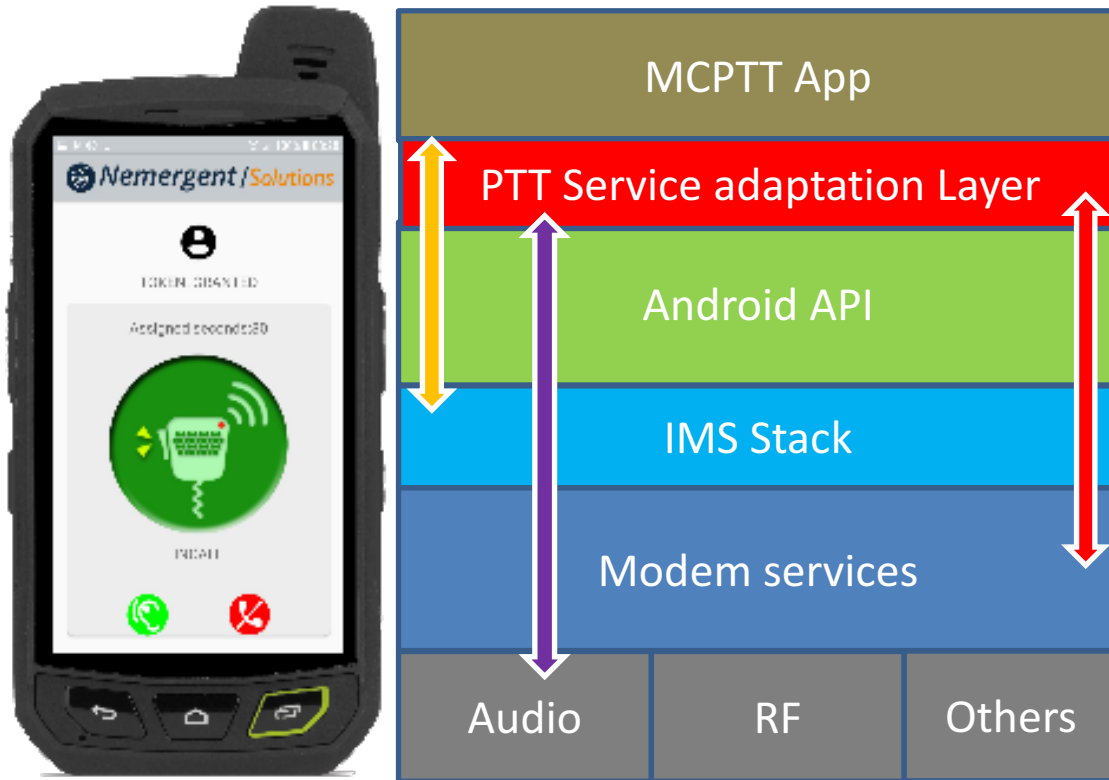 Nemergent/Solutions
TOKEN GRANTED
Assigned seconds:30
INCALL
MCPTT App
PTT Service adaptation Layer
Android API
IMS Stack
Modem services
Audio
RF
Others